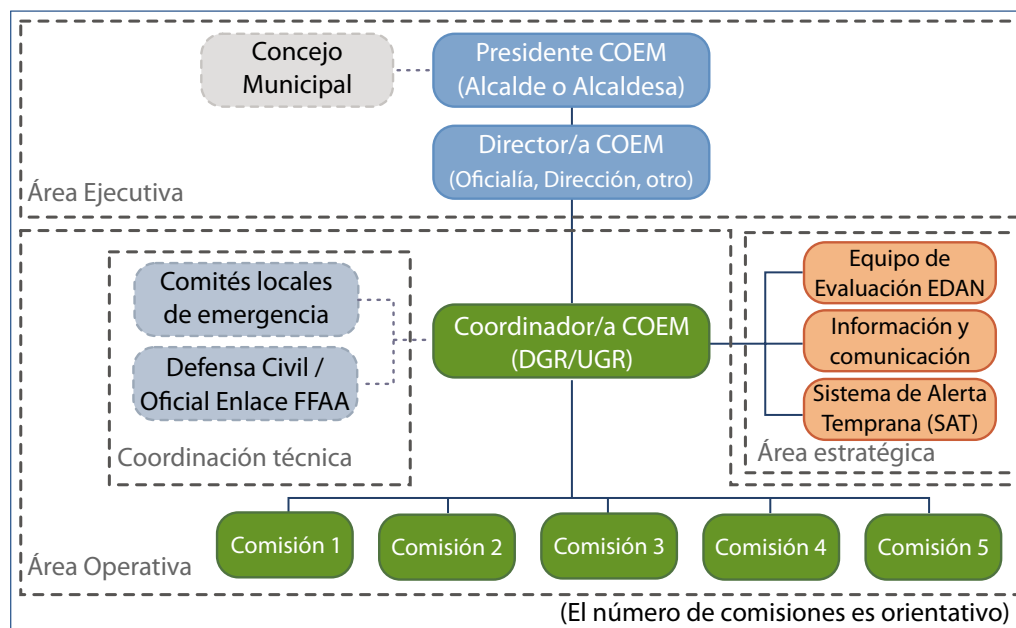 Concejo
Municipal
Presidente COEM
(Alcalde o Alcaldesa)
Director/a COEM
(Oficialía, Dirección, otro)
Área Ejecutiva
Comités locales
de emergencia
Defensa Civil /
Oficial Enlace FFAA
Coordinación técnica
Coordinador/a COEM
(DGR/UGR)
Equipo de
Evaluación EDAN
Información y
comunicación
Sistema de Alerta
Temprana (SAT)
Área estratégica
Comisión 1
Comisión 2
Comisión 3
Comisión 4
Comisión 5
Área Operativa
(El número de comisiones es orientativo)